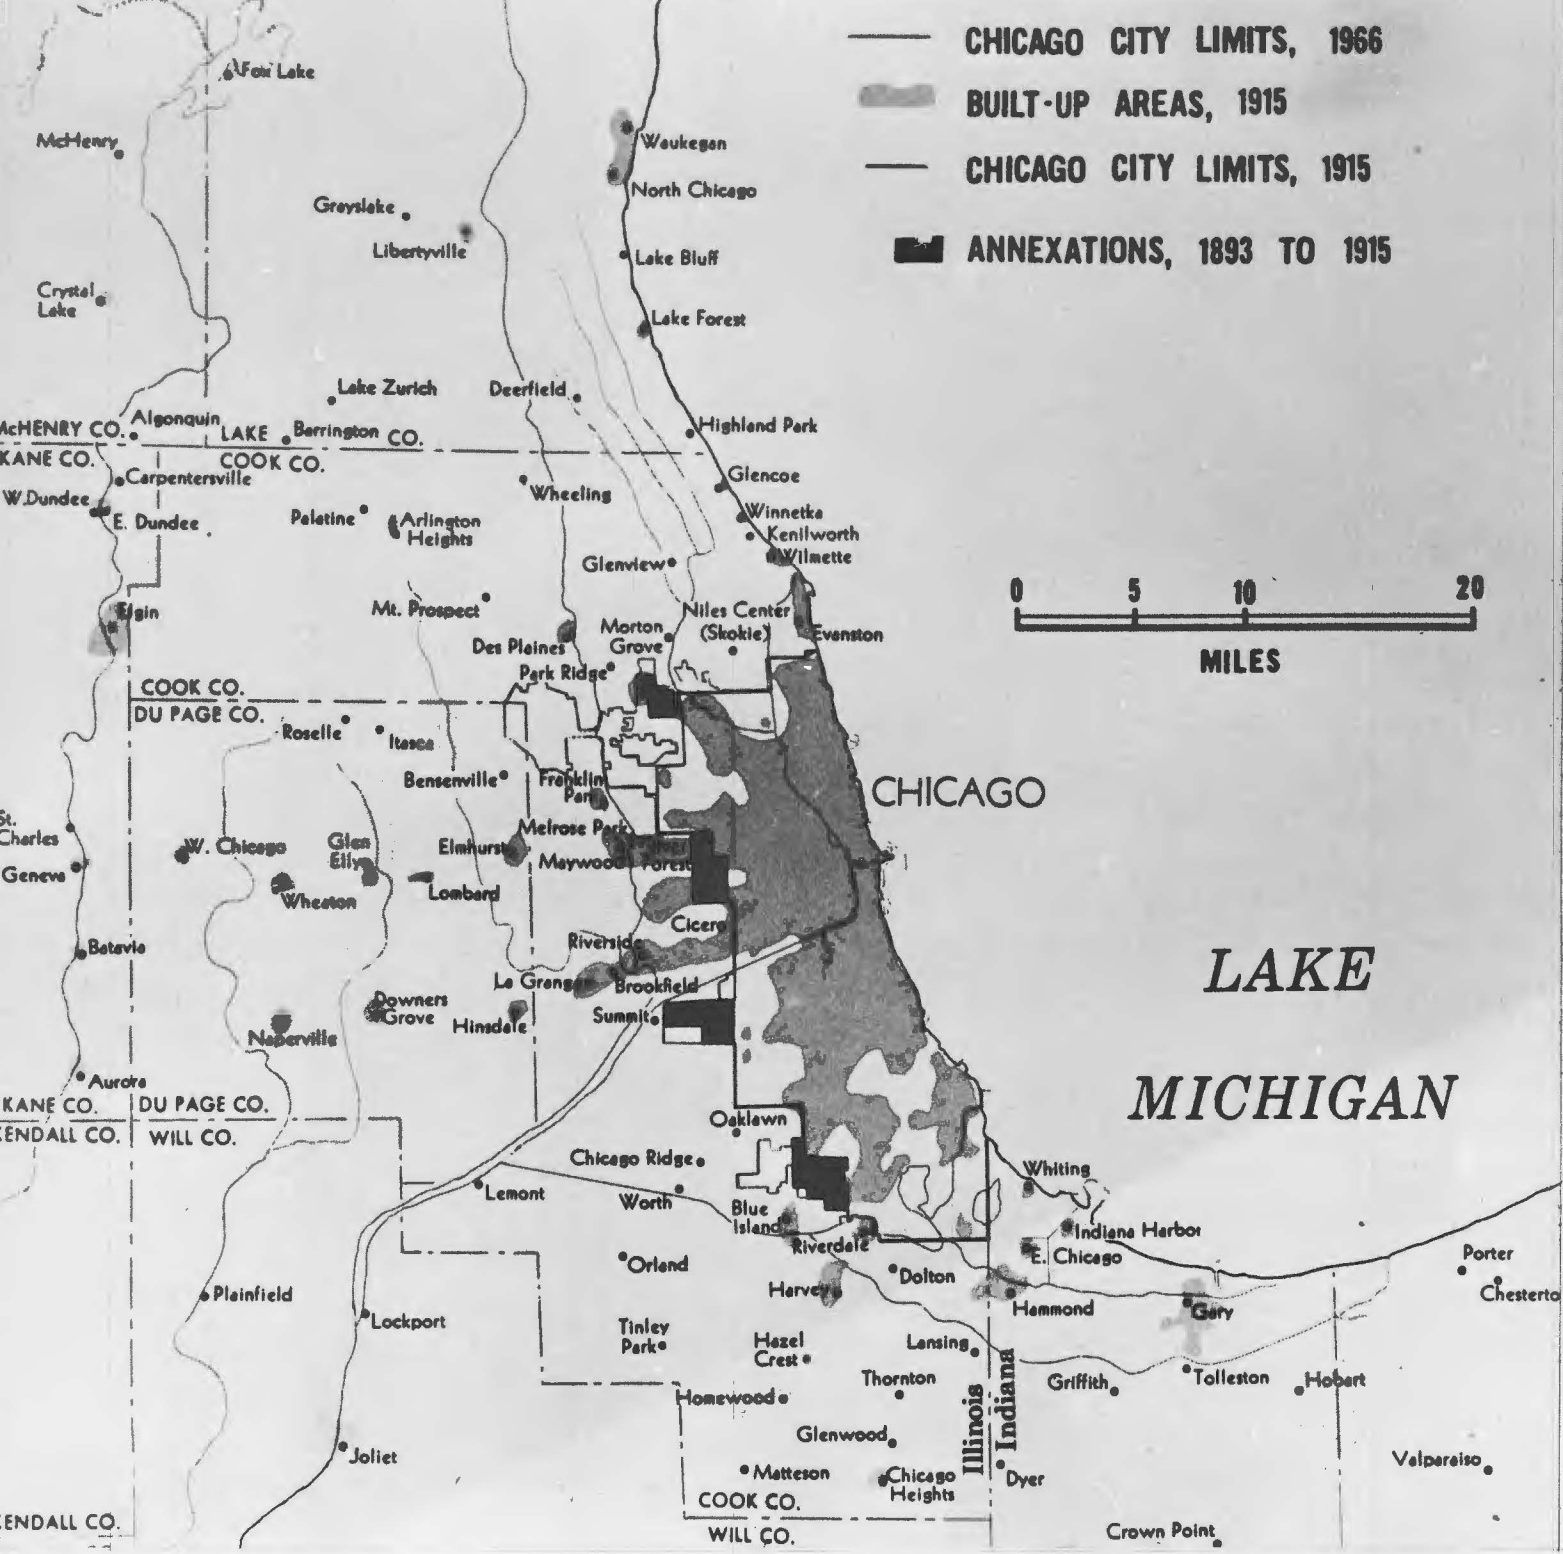 CHICAGO CITY LIMITS, 1966
BUILT-UP AREAS, 1915
CHICAGO CITY LIMITS, 1915
ANNEXATIONS, 1893 TO 1915
Fox Lake
McHenry
Waukegan
North Chicago
Grayslake
Libertyville
Lake Bluff
Crystal
Lake
Lake Forest
Lake Zurich
Deerfield
Algonquin
McHENRY CO.
LAKE
Barrington
CO.
Highland Park
KANE CO.
COOK CO.
Carpentersville
Glencoe
W. Dundee
Wheeling
E. Dundee
Palatine
Arlington
Heights
Winnetka
Kenilworth
Wilmette
Glenview
Elgin
Mt. Prospect
Niles Center
(Skokie)
Evanston
Morton
Grove
Des Plaines
Park Ridge
0 5 10 20
MILES
COOK CO.
DU PAGE CO.
Roselle
Itasca
Bensenville
Franklin
Park
CHICAGO
St.
Charles
Melrose Park
W. Chicago
Glen
Ellyn
Elmhurst
Maywood
River
Forest
Geneva
Wheaton
Lombard
Cicero
Batavia
Riverside
La Grange
Brookfield
LAKE
MICHIGAN
Downers
Grove
Hinsdale
Summit
Naperville
Aurora
KANE CO.
DU PAGE CO.
KENDALL CO.
WILL CO.
Oaklawn
Chicago Ridge
Whiting
Lemont
Worth
Blue
Island
Indiana Harbor
Riverdale
E. Chicago
Orland
Dolton
Porter
Plainfield
Harvey
Hammond
Gary
Chesterto
Lockport
Tinley
Park
Hazel
Crest
Lansing
Thornton
Griffith
Tolleston
Hobart
Homewood
Illinois
Indiana
Glenwood
Joliet
Matteson
Chicago
Heights
Dyer
Valparaiso
COOK CO.
WILL CO.
KENDALL CO.
Crown Point